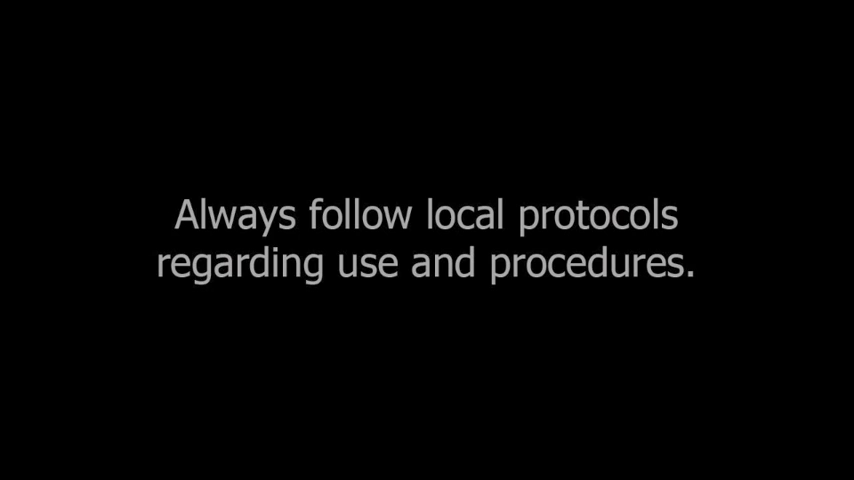 Always follow local protocols
regarding use and procedures.